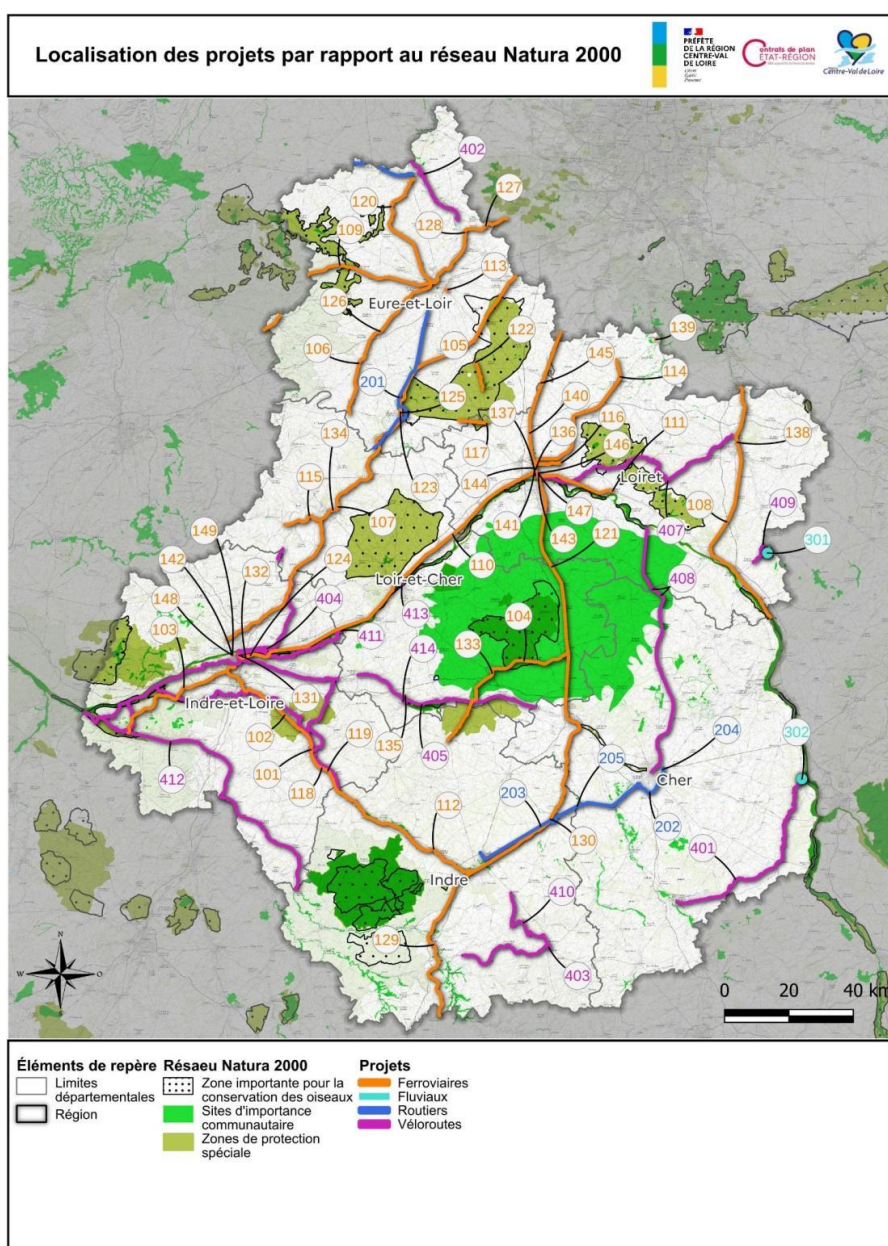 Localisation des projets par rapport au réseau Natura 2000
PRÉFÈTE
DE LA RÉGION
CENTRE-VAL
DE LOIRE
Contrats de plan
ÉTAT-RÉGION
Centre-Val de Loire
402
120
127
109
128
113
126
Eure-et-Loir
122
139
106
105
145
114
201
140
125
137
116
134
136
111
146
138
117
115
Loiret
123
144
108
409
149
107
147
407
141
143
121
301
142
124
110
132
Loir-et-Cher
408
148
404
413
104
103
411
414
133
131
Indre-et-Loire
102
119
204
302
135
405
205
412
101
Cher
118
203
112
202
130
401
Indre
410
129
403
N
W
O
S
0 20 40 km
Éléments de repère
Limites
départementales
Région
Résaeu Natura 2000
Zone importante pour la
conservation des oiseaux
Sites d'importance
communautaire
Zones de protection
spéciale
Projets
Ferroviaires
Fluviaux
Routiers
Véloroutes